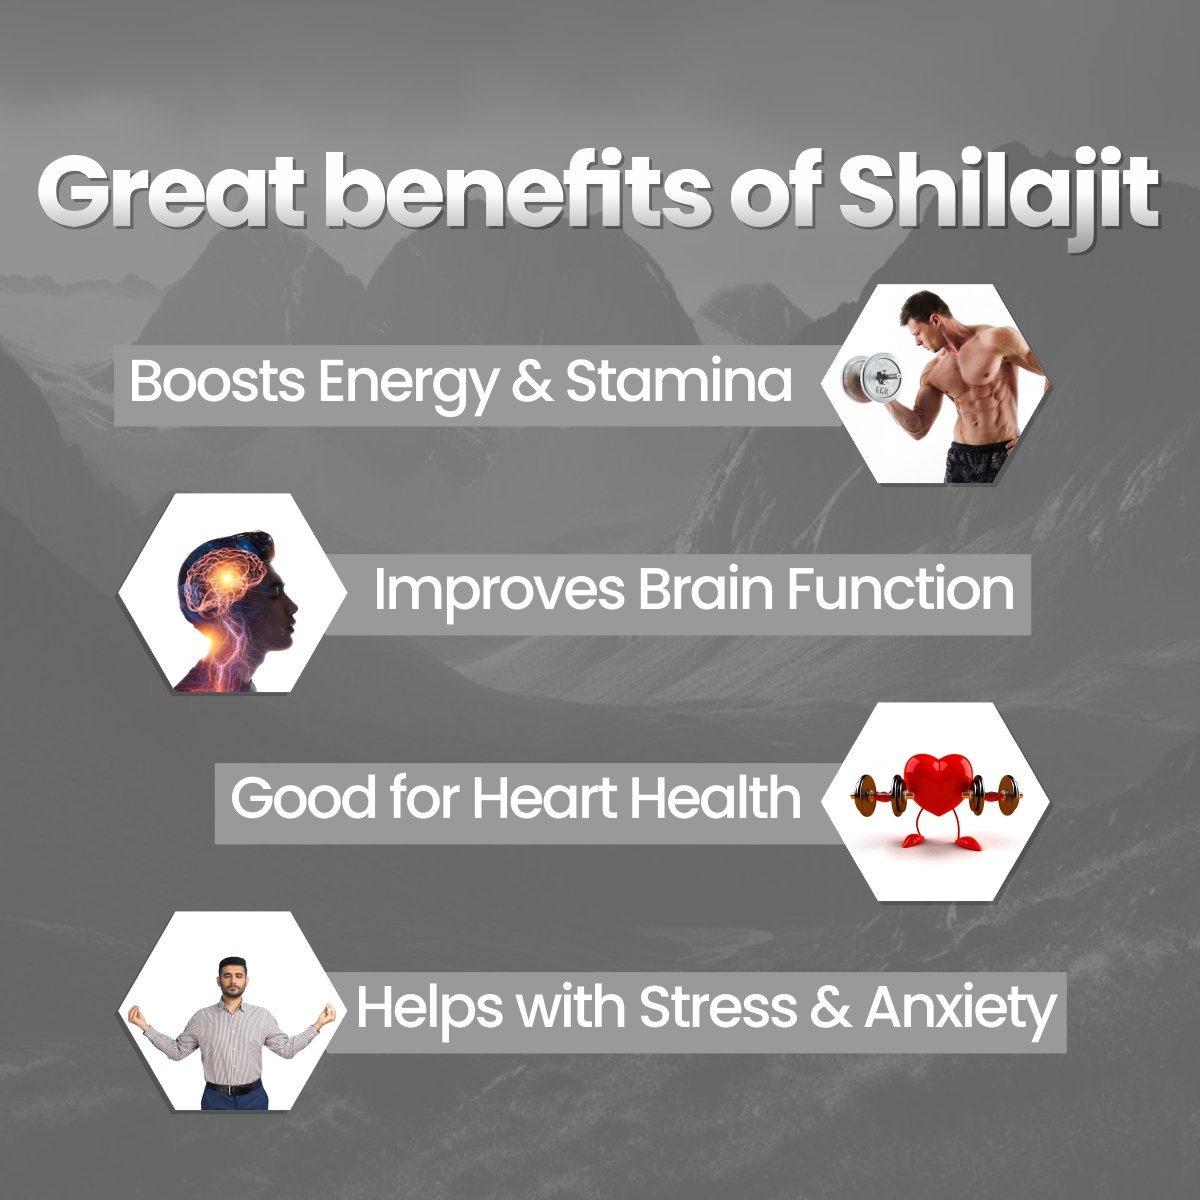 Great benefits of Shilajit
Boosts Energy & Stamina
Improves Brain Function
Good for Heart Health
Helps with Stress & Anxiety